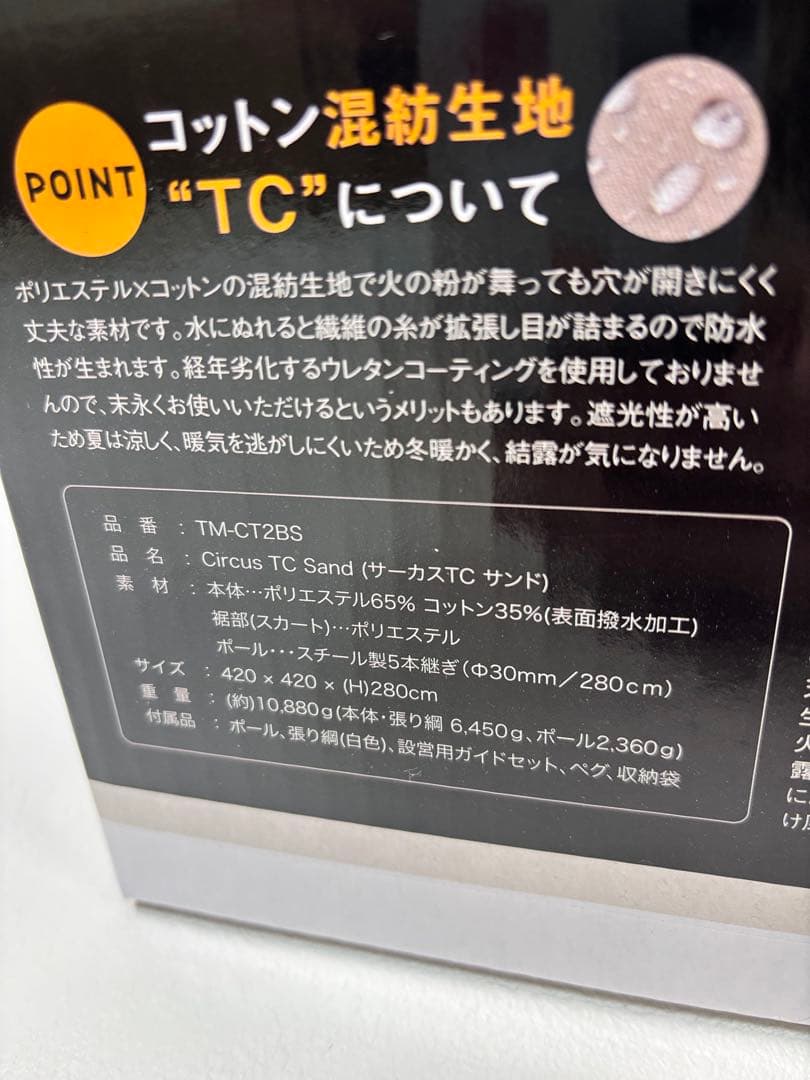 POINT
コットン混紡生地
“TC”について
ポリエステル×コットンの混紡生地で火の粉が舞っても穴が開きにくく
丈夫な素材です。水にぬれると繊維の糸が拡張し目が詰まるので防水
性が生まれます。経年劣化するウレタンコーティングを使用しておりませ
んので、末永くお使いいただけるというメリットもあります。遮光性が高い
ため夏は涼しく、暖気を逃がしにくいため冬暖かく、結露が気になりません。
品 番 : TM-CT2BS
品 名 : Circus TC Sand (サーカスTC サンド)
素 材 : 本体…ポリエステル65% コットン35%(表面撥水加工)
裾部(スカート)…ポリエステル
ポール･･･スチール製5本継ぎ(Φ30mm／280cm)
サイズ : 420 × 420 × (H)280cm
重 量 : (約)10,880g(本体・張り綱 6,450g、ポール2,360g)
付属品 : ポール、張り綱(白色)、設営用ガイドセット、ペグ、収納袋
生
火
露
に
け